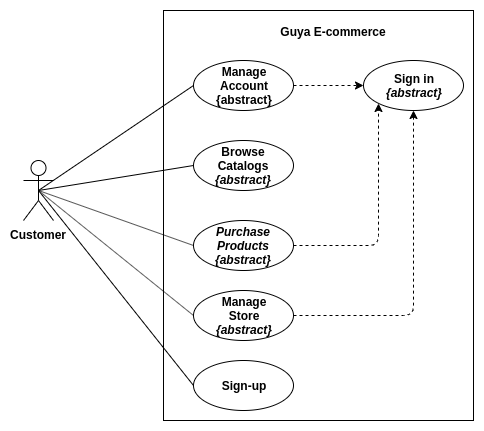 Guya E-commerce
Manage
Account
{abstract}
Sign in
{abstract}
Browse
Catalogs
{abstract}
Customer
Purchase
Products
{abstract}
Manage
Store
{abstract}
Sign-up